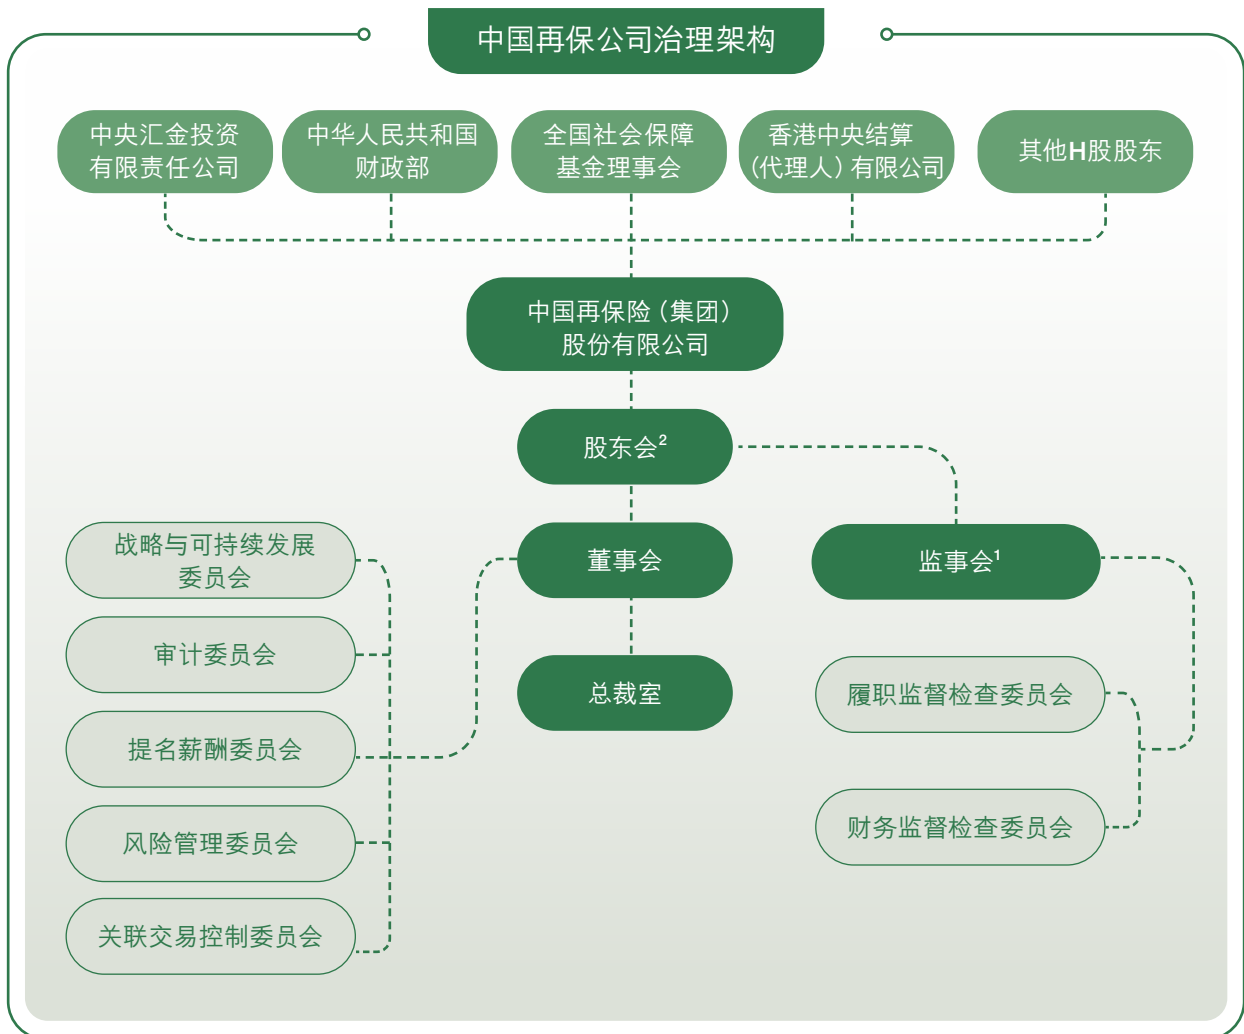 中国再保公司治理架构
中央汇金投资
有限责任公司
中华人民共和国
财政部
全国社会保障
基金理事会
香港中央结算
（代理人）有限公司
其他H股股东
中国再保险（集团）
股份有限公司
股东会²
董事会
监事会¹
总裁室
战略与可持续发展
委员会
审计委员会
提名薪酬委员会
风险管理委员会
关联交易控制委员会
履职监督检查委员会
财务监督检查委员会